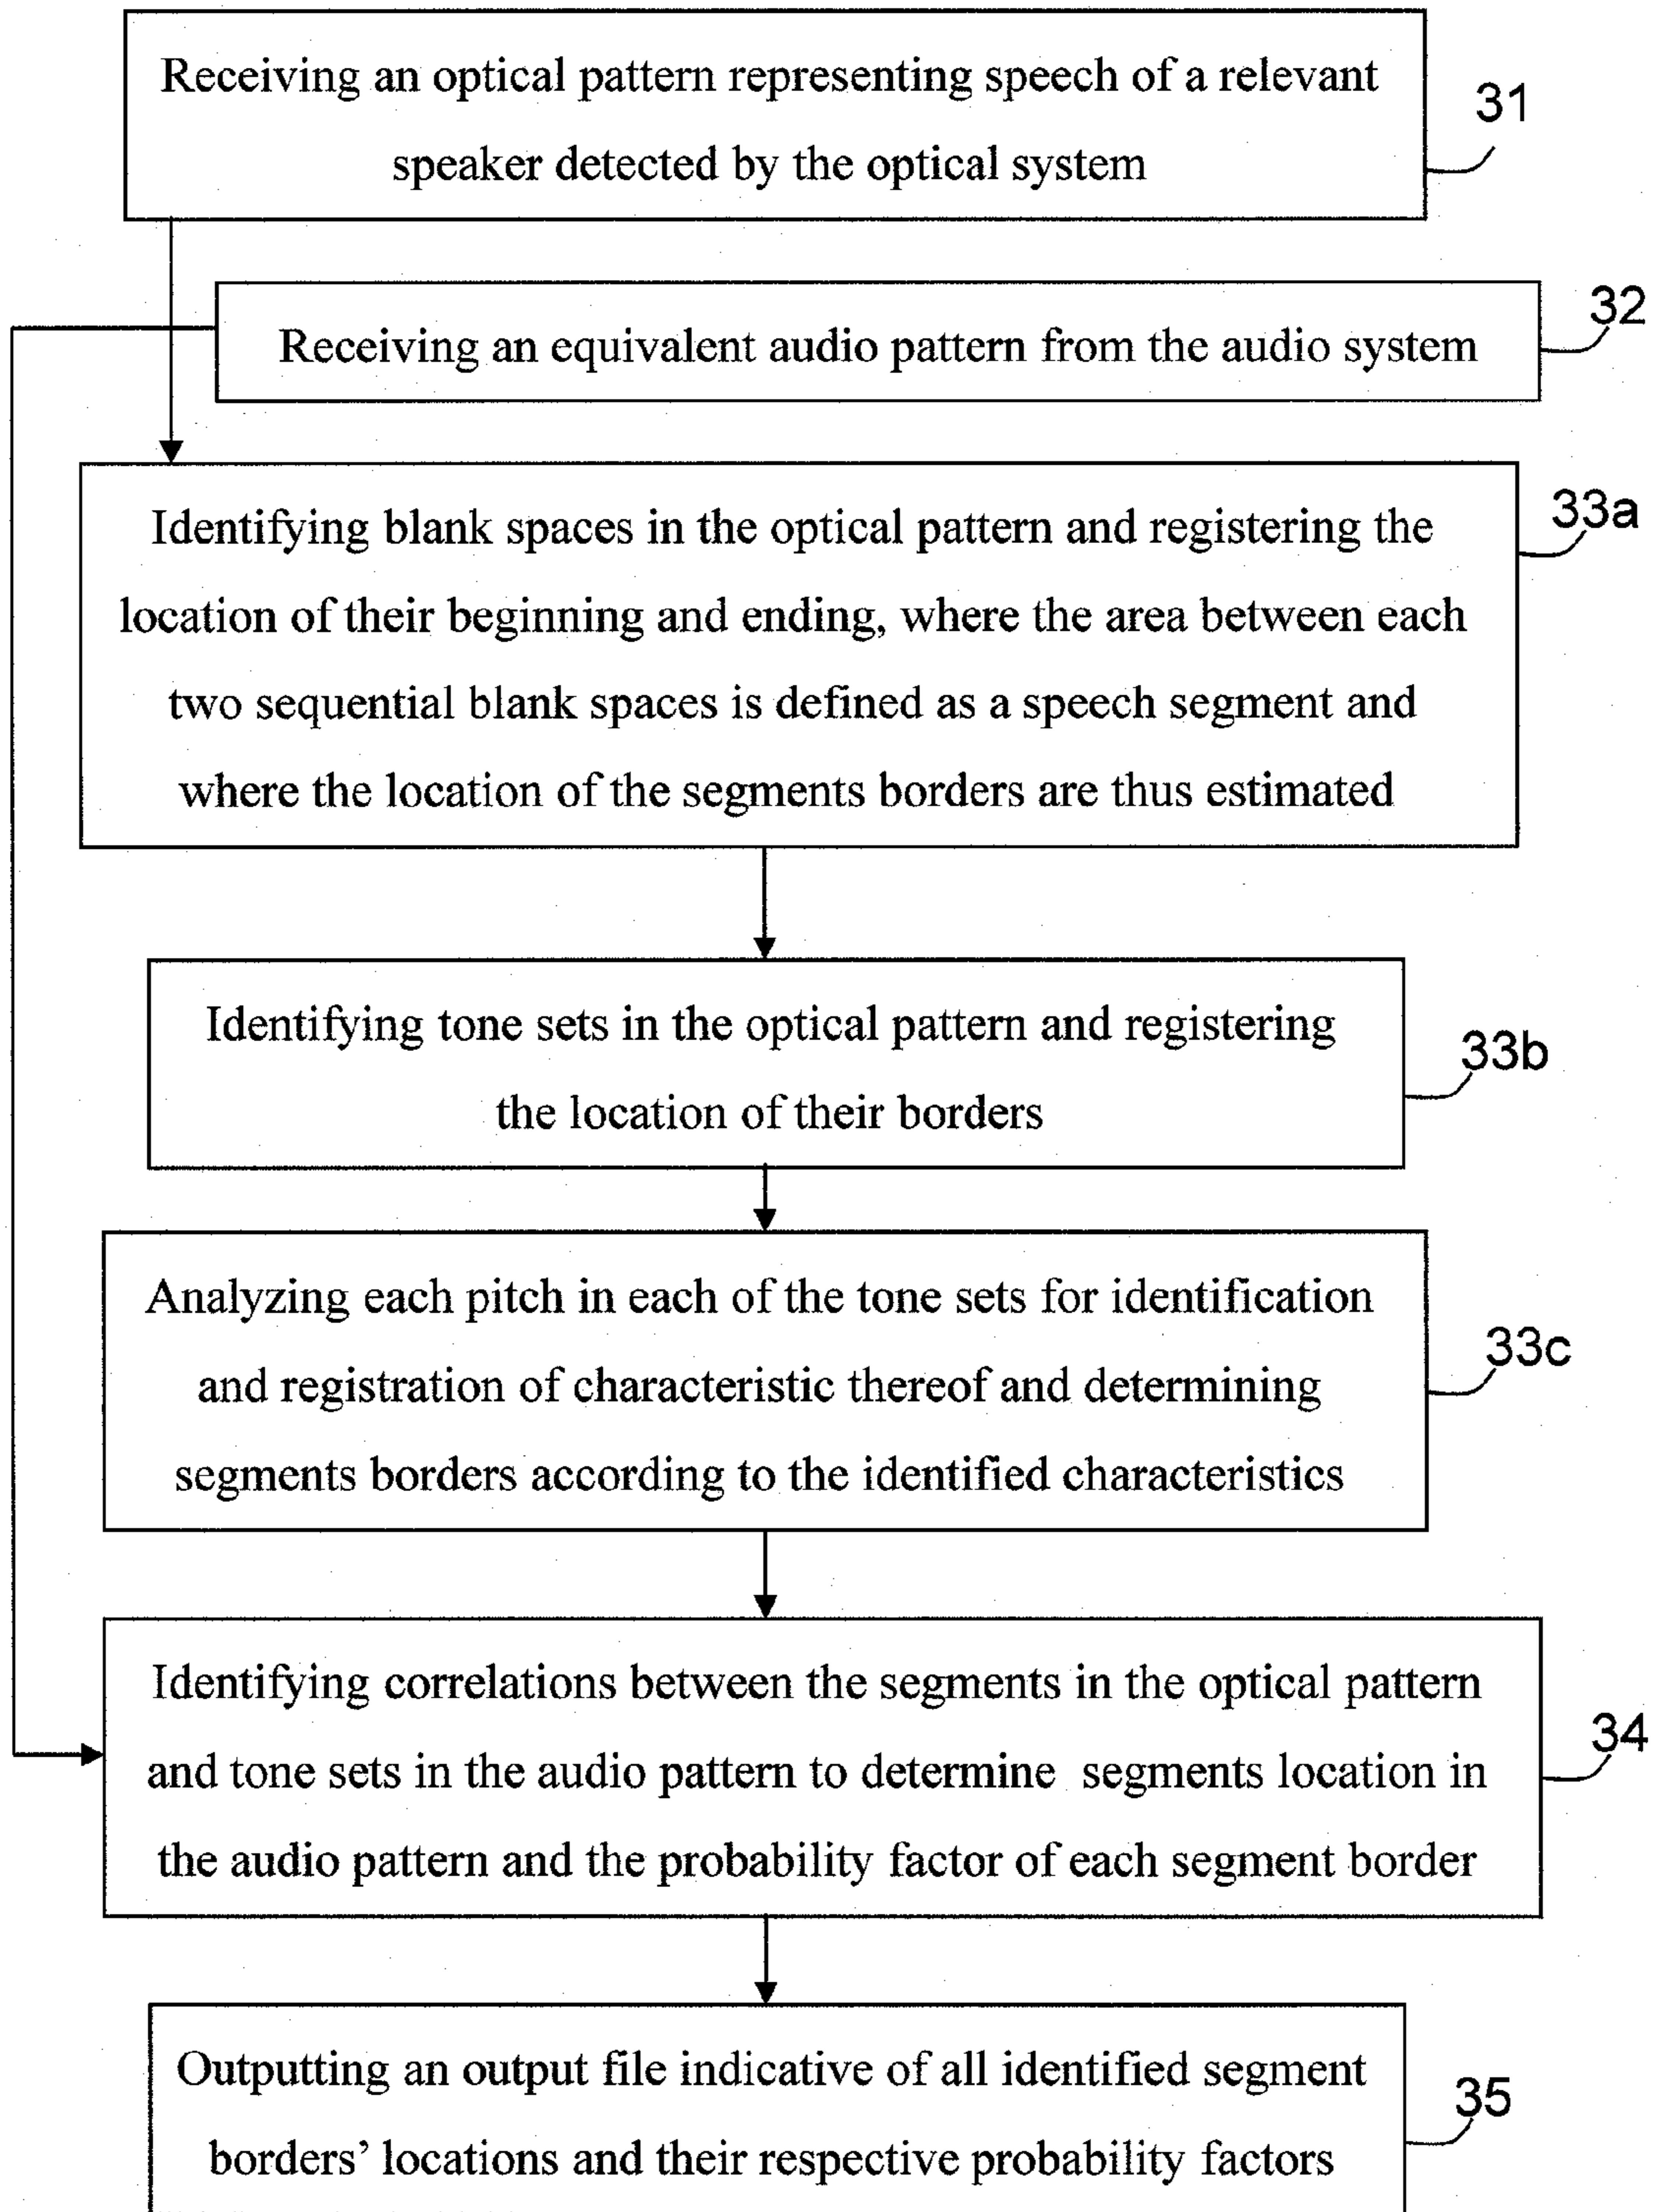 Receiving an optical pattern representing speech of a relevant
speaker detected by the optical system
31
Receiving an equivalent audio pattern from the audio system
32
Identifying blank spaces in the optical pattern and registering the
location of their beginning and ending, where the area between each
two sequential blank spaces is defined as a speech segment and
where the location of the segments borders are thus estimated
33a
Identifying tone sets in the optical pattern and registering
the location of their borders
33b
Analyzing each pitch in each of the tone sets for identification
and registration of characteristic thereof and determining
segments borders according to the identified characteristics
33c
Identifying correlations between the segments in the optical pattern
and tone sets in the audio pattern to determine segments location in
the audio pattern and the probability factor of each segment border
34
Outputting an output file indicative of all identified segment
borders’ locations and their respective probability factors
35